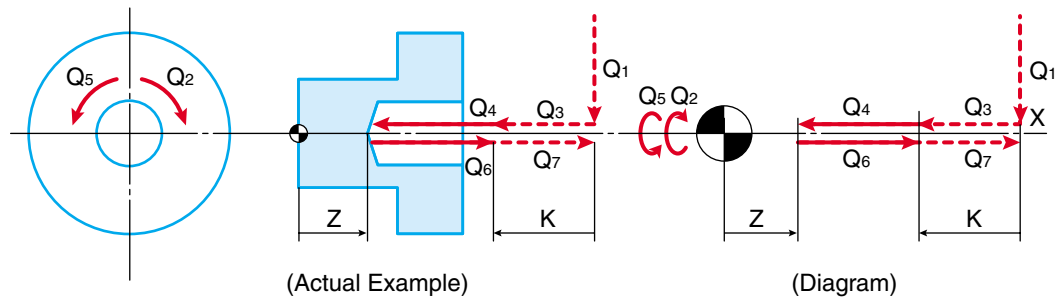 Q5 Q2
Q1
Q4 Q3
Q6 Q7
Z K
(Actual Example)
Q1
Q5 Q2 Q4 Q3 X
Q6 Q7
Z K
(Diagram)